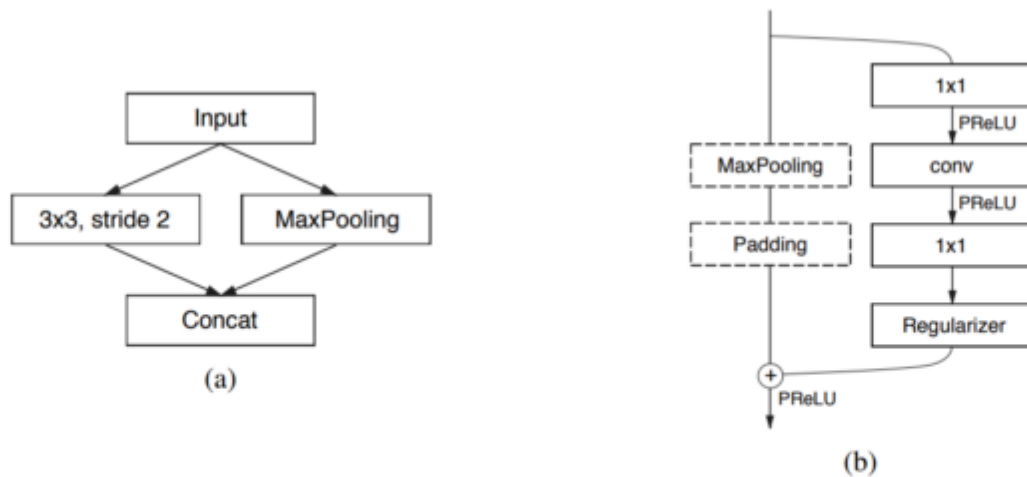 Input
3x3, stride 2
MaxPooling
Concat
(a)
1x1
PReLU
MaxPooling
conv
PReLU
Padding
1x1
Regularizer
+
PReLU
(b)